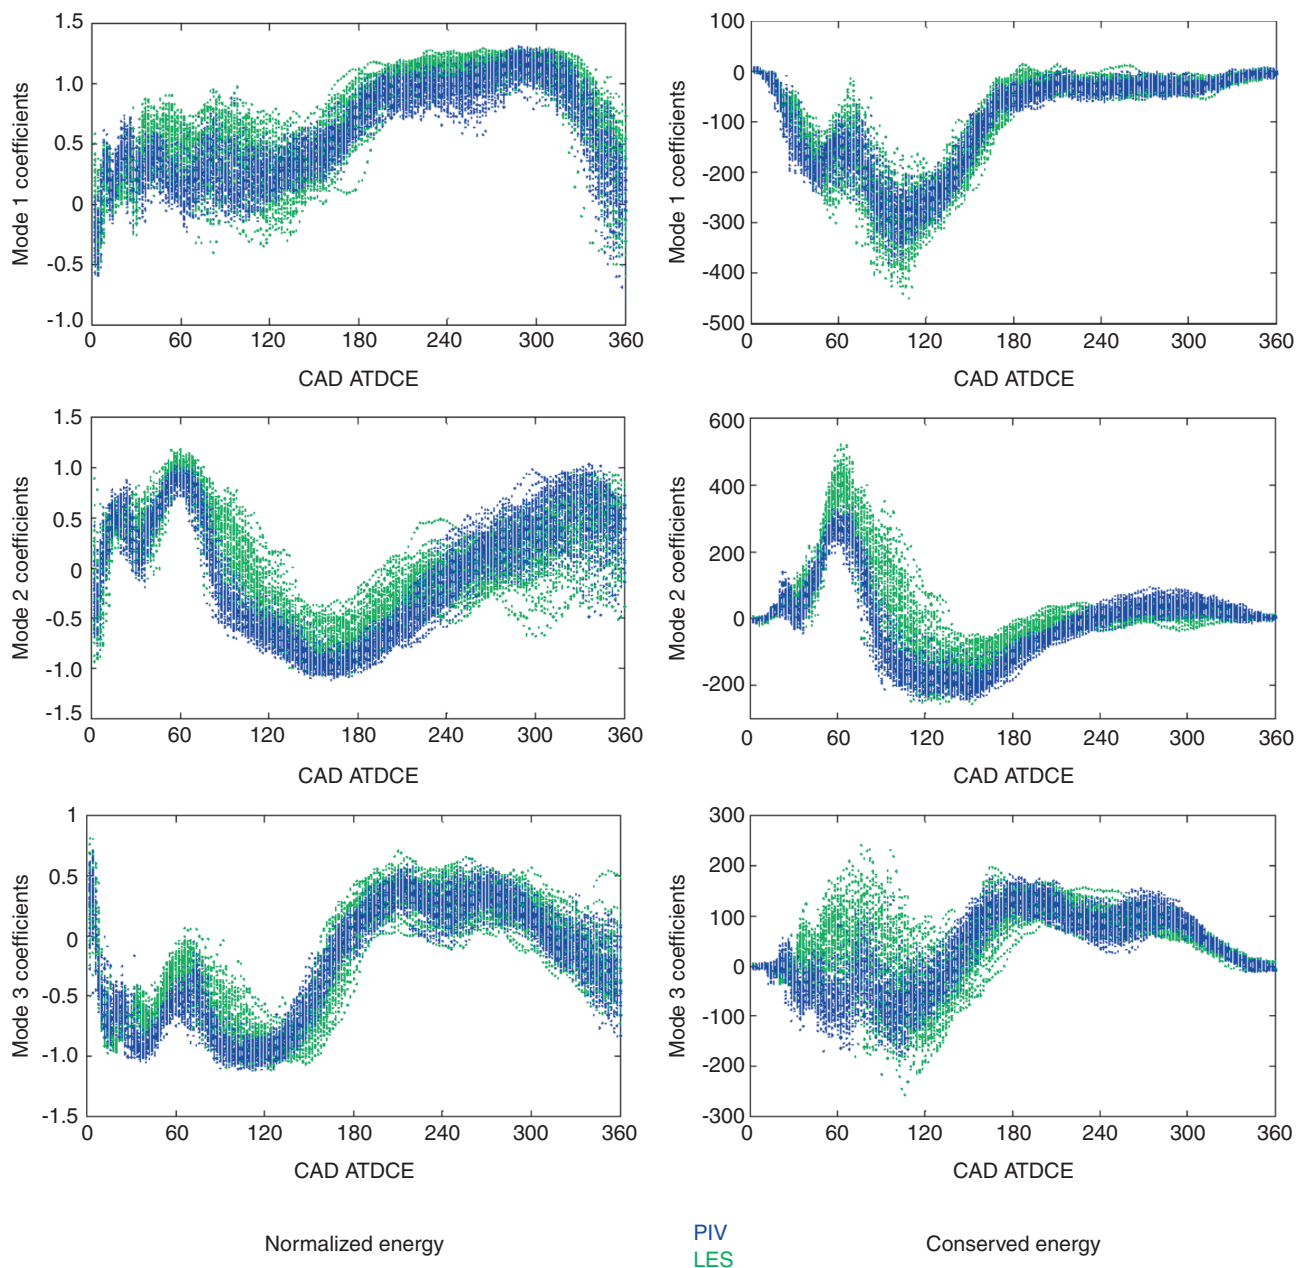 1.5
1.0
0.5
0
-0.5
-1.0
Mode 1 coefficients
0 60 120 180 240 300 360
CAD ATDCE
100
0
-100
-200
-300
-400
-500
Mode 1 coefficients
0 60 120 180 240 300 360
CAD ATDCE
1.5
1.0
0.5
0
-0.5
-1.0
-1.5
Mode 2 coefficients
0 60 120 180 240 300 360
CAD ATDCE
600
400
200
0
-200
Mode 2 coefficients
0 60 120 180 240 300 360
CAD ATDCE
1
0.5
0
-0.5
-1.0
-1.5
Mode 3 coefficients
0 60 120 180 240 300 360
CAD ATDCE
300
200
100
0
-100
-200
-300
Mode 3 coefficients
0 60 120 180 240 300 360
CAD ATDCE
Normalized energy
PIV
LES
Conserved energy